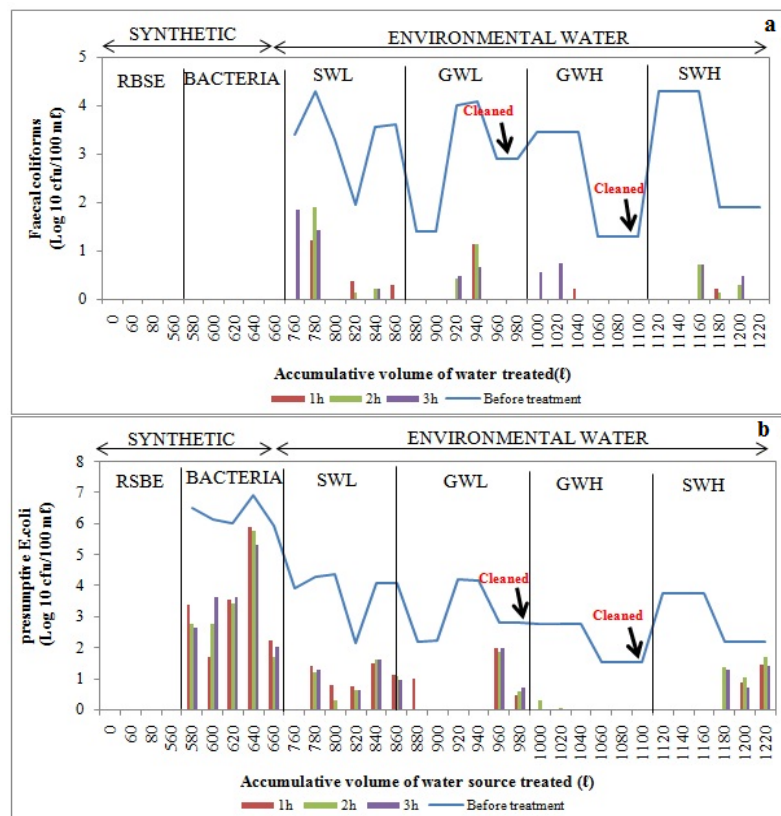 a
SYNTHETIC
ENVIRONMENTAL WATER
RBSE
BACTERIA
SWL
GWL
GWH
SWH
Cleaned
Cleaned
Faecal coliforms
(Log 10 cfu/100 mℓ)
5
4
3
2
1
0
0 60 80 560 580 600 620 640 660 760 780 800 820 840 860 880 900 920 940 960 980 1000 1020 1040 1060 1080 1100 1120 1140 1160 1180 1200 1220
Accumulative volume of water treated(ℓ)
1h 2h 3h Before treatment
b
SYNTHETIC
ENVIRONMENTAL WATER
RSBE
BACTERIA
SWL
GWL
GWH
SWH
Cleaned
Cleaned
presumptive E.coli
(Log 10 cfu/100 mℓ)
8
7
6
5
4
3
2
1
0
0 60 80 560 580 600 620 640 660 760 780 800 820 840 860 880 900 920 940 960 980 1000 1020 1040 1060 1080 1100 1120 1140 1160 1180 1200 1220
Accumulative volume of water source treated (ℓ)
1h 2h 3h Before treatment